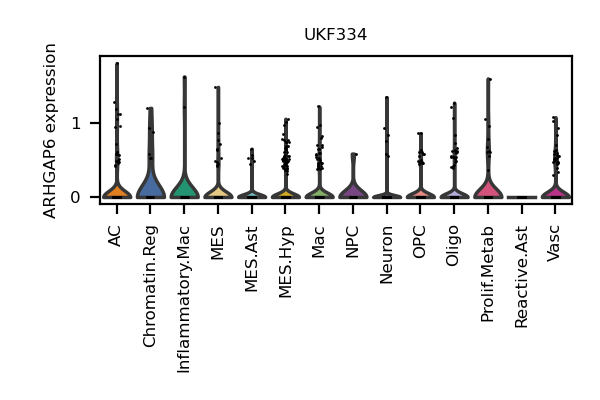 UKF334
ARHGAP6 expression
1
0
AC
Chromatin.Reg
Inflammatory.Mac
MES
MES.Ast
MES.Hyp
Mac
NPC
Neuron
OPC
Oligo
Prolif.Metab
Reactive.Ast
Vasc